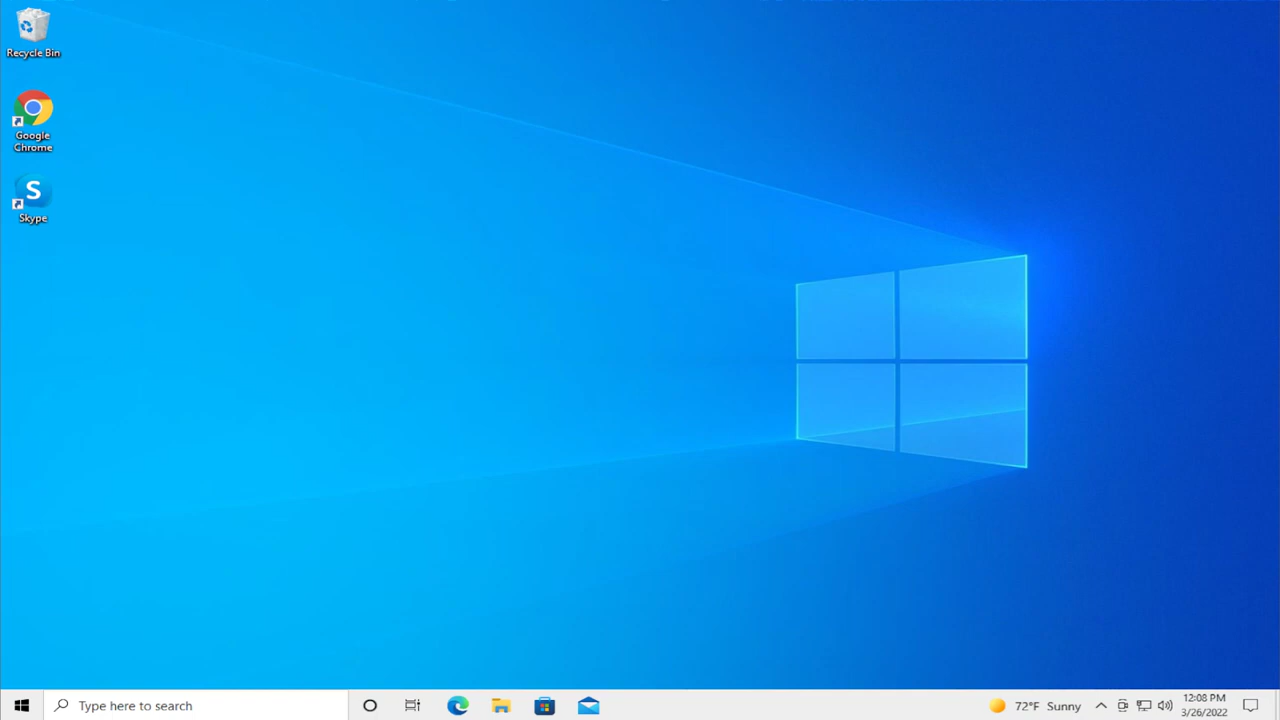 Recycle Bin
Google
Chrome
S
Skype
Type here to search
72°F Sunny
12:08 PM
3/26/2022